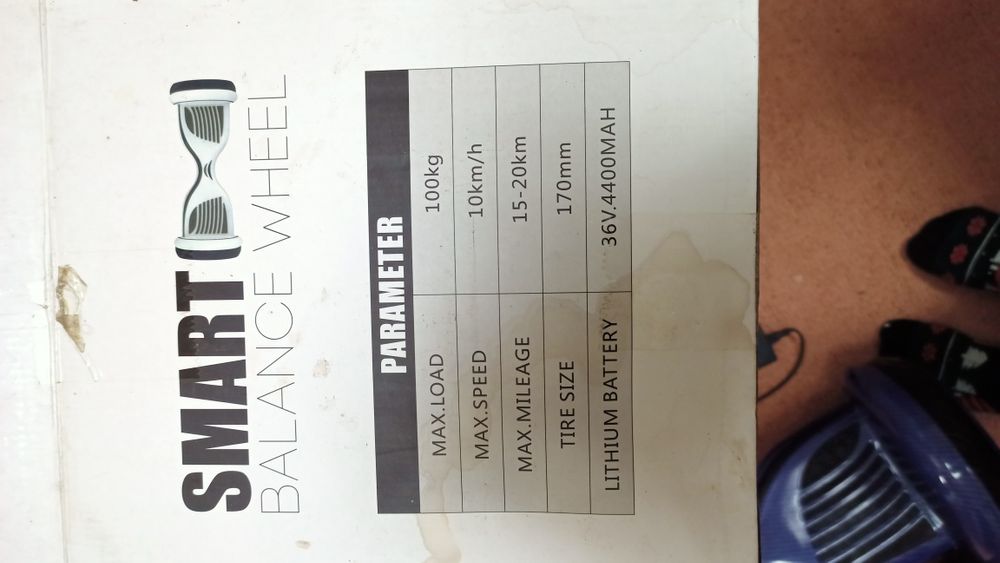 SMART
BALANCE WHEEL
PARAMETER
MAX.LOAD 100kg
MAX.SPEED 10km/h
MAX.MILEAGE 15-20km
TIRE SIZE 170mm
LITHIUM BATTERY 36V.4400MAH